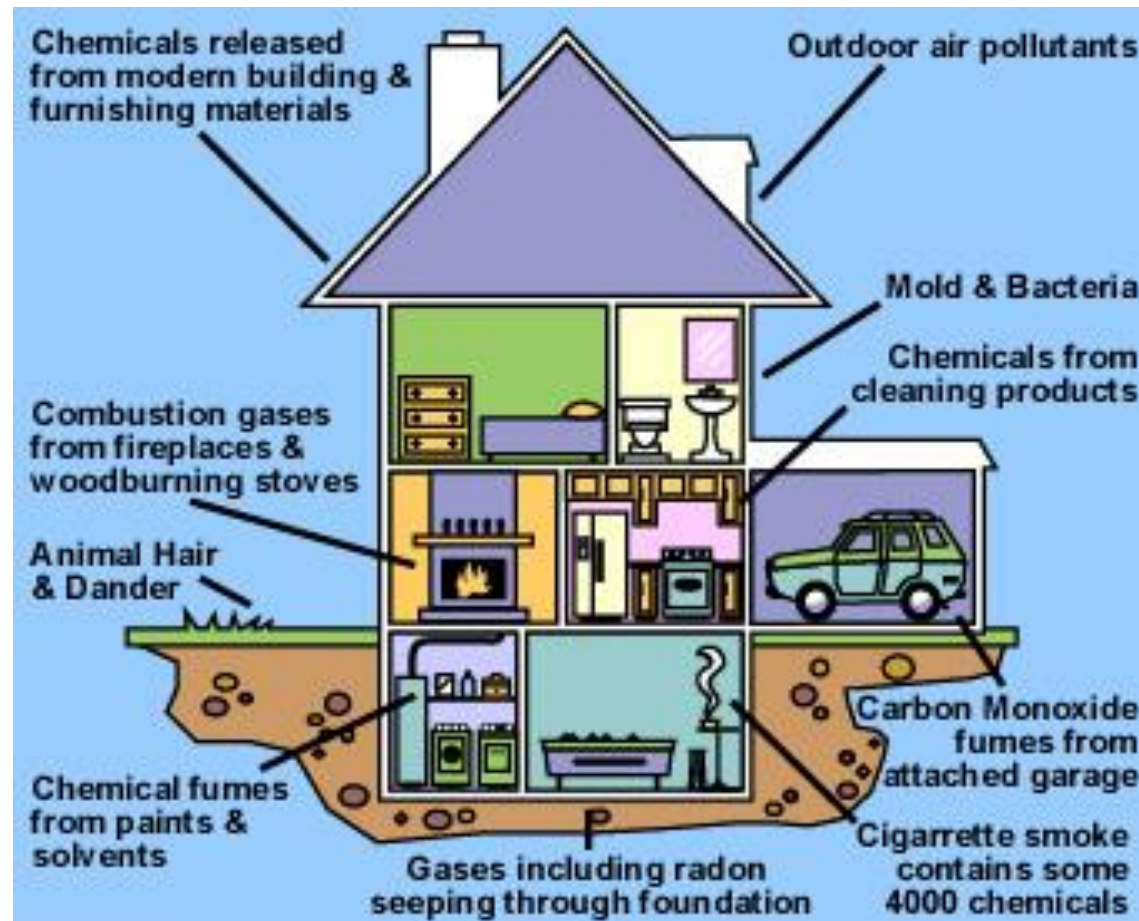 Chemicals released
from modern building &
furnishing materials
Outdoor air pollutants
Mold & Bacteria
Chemicals from
cleaning products
Combustion gases
from fireplaces &
woodburning stoves
Animal Hair
& Dander
Carbon Monoxide
fumes from
attached garage
Chemical fumes
from paints &
solvents
Gases including radon
seeping through foundation
Cigarrette smoke
contains some
4000 chemicals